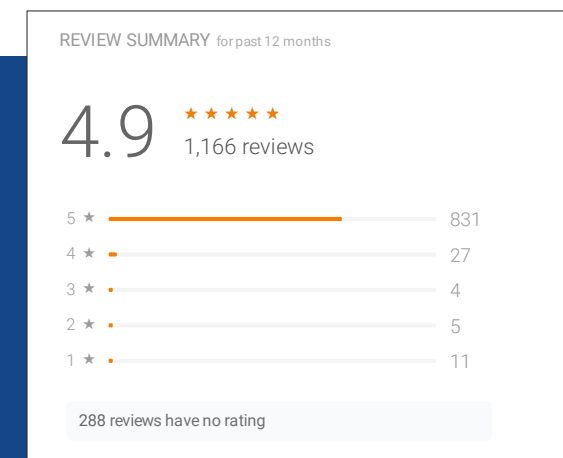 REVIEW SUMMARY for past 12 months
4.9
1,166 reviews
5 ★ 831
4 ★ 27
3 ★ 4
2 ★ 5
1 ★ 11
288 reviews have no rating